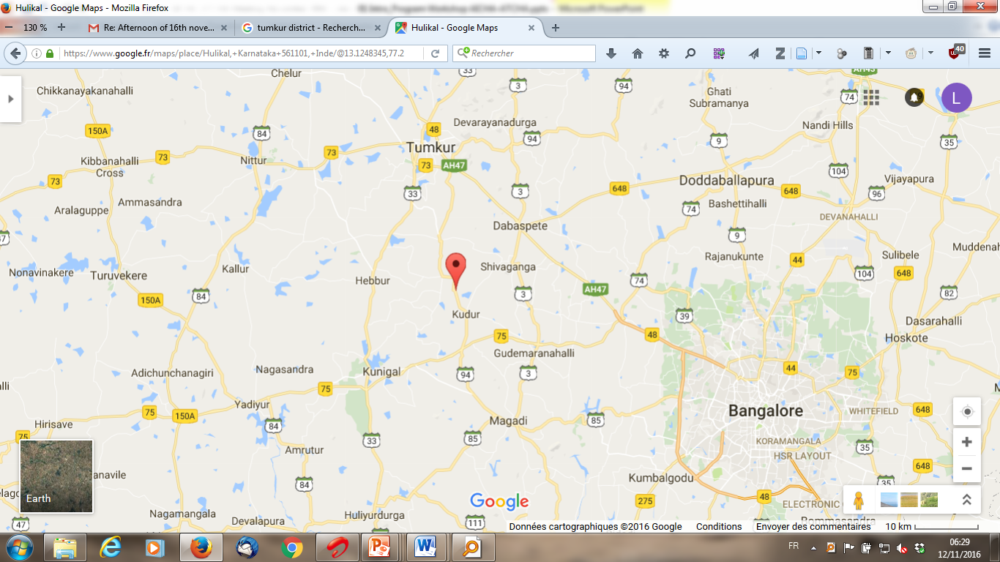 Hulikal - Google Maps - Mozilla Firefox
130 %
Re: Afternoon of 16th nove...
tumkur district - Recherch...
Hulikal - Google Maps
https://www.google.fr/maps/place/Hulikal,+Karnataka+561101,+Inde/@13.1248345,77.2
Rechercher
40
Chelur
33
3
94
AH43
Chikkanayakanahalli
Ghati
Subramanya
74
L
150A
84
48
Devarayanadurga
94
9
Nandi Hills
35
Tumkur
Kibbanahalli
Cross
73
Nittur
73
73
AH47
104
73
Doddaballapura
Vijayapura
33
3
648
648
96
Ammasandra
Aralaguppe
Bashettihalli
74
DEVANAHALLI
Dabaspete
47
9
Muddenah
Rajanukunte
44
Sulibele
Nonavinakere
Turuvekere
Kallur
Hebbur
Shivaganga
74
104
648
AH47
150A
84
3
82
Kudur
39
Dasarahalli
75
48
Hoskote
Gudemaranahalli
Adichunchanagiri
Nagasandra
Kunigal
94
3
44
75
75
lli
Yadiyur
75
150A
84
Magadi
85
Bangalore
WHITEFIELD
648
Hirisave
75
33
85
KORAMANGALA
35
Amrutur
HSR LAYOUT
648
anavile
84
Kumbalgodu
35
Earth
275
48
ELECTRONIC
47
Nagamangala
Devalapura
Huliyurdurga
111
Google
Données cartographiques ©2016 Google
Conditions
Envoyer des commentaires
10 km
L
FR
06:29
12/11/2016